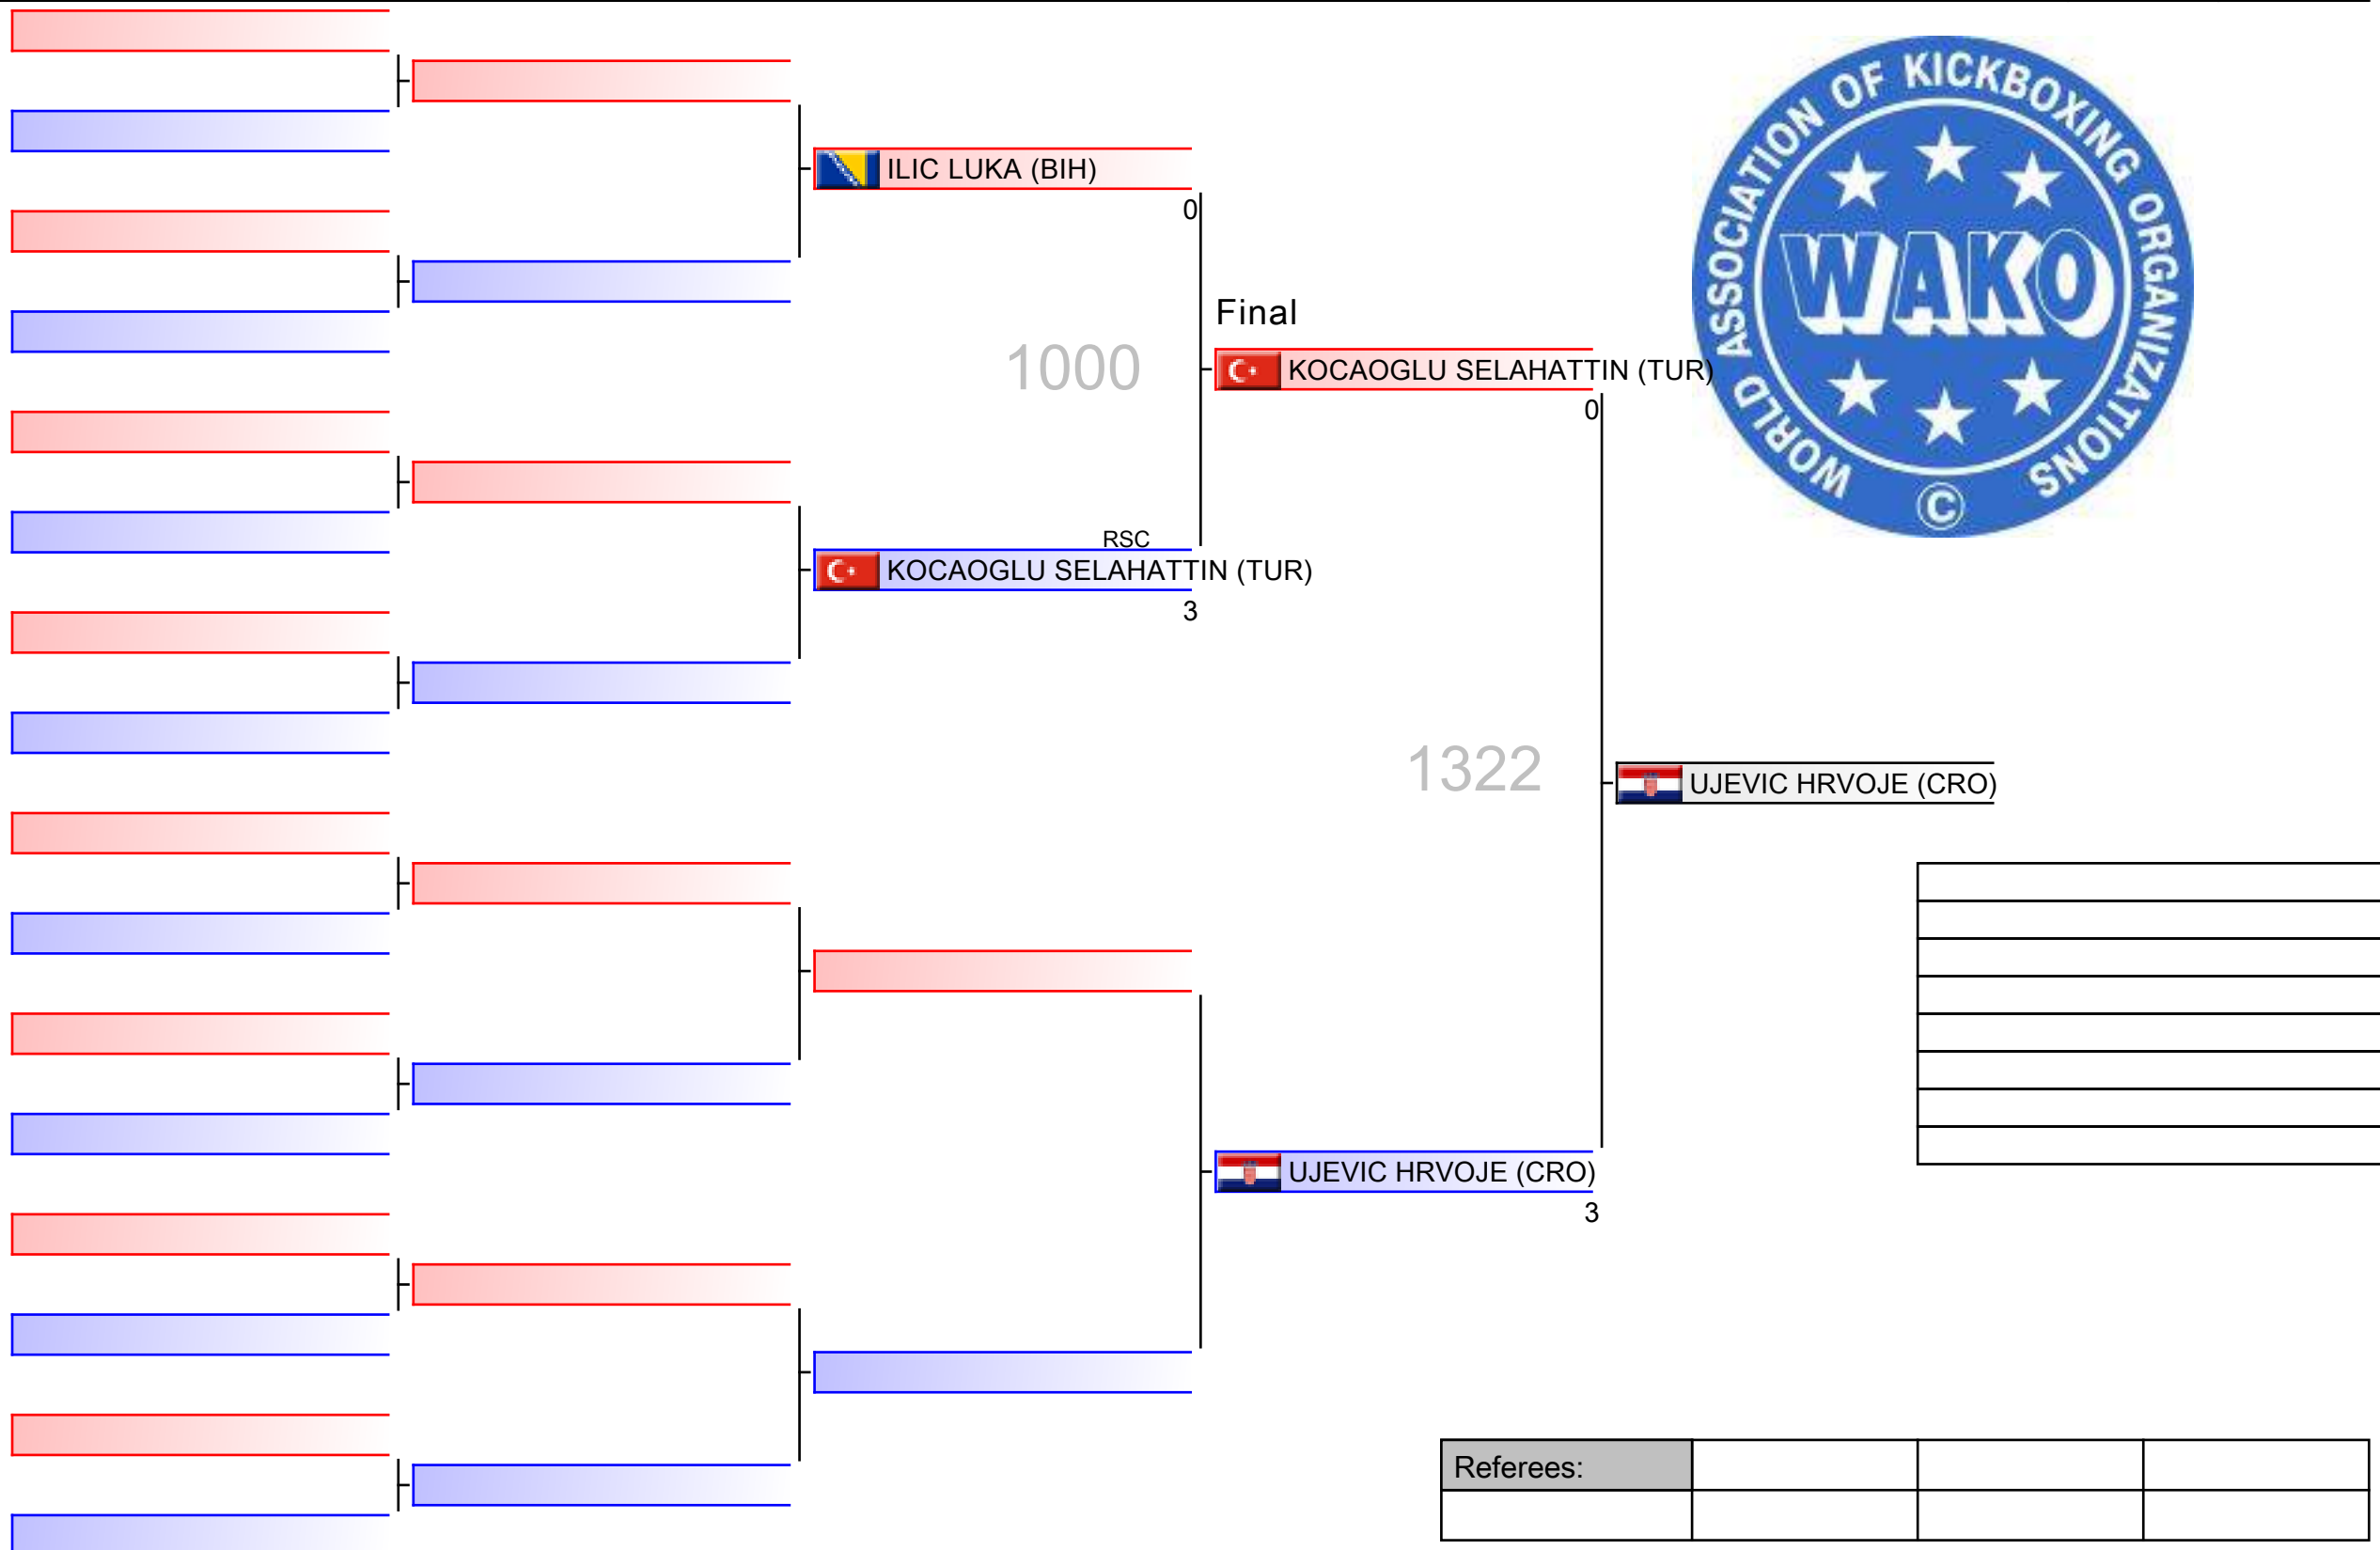 WORLD ASSOCIATION OF KICKBOXING ORGANIZATIONS
WAKO
©
ILIC LUKA (BIH)
0
Final
1000
KOCAOGLU SELAHATTIN (TUR)
0
RSC
KOCAOGLU SELAHATTIN (TUR)
3
1322
UJEVIC HRVOJE (CRO)
UJEVIC HRVOJE (CRO)
3
Referees: